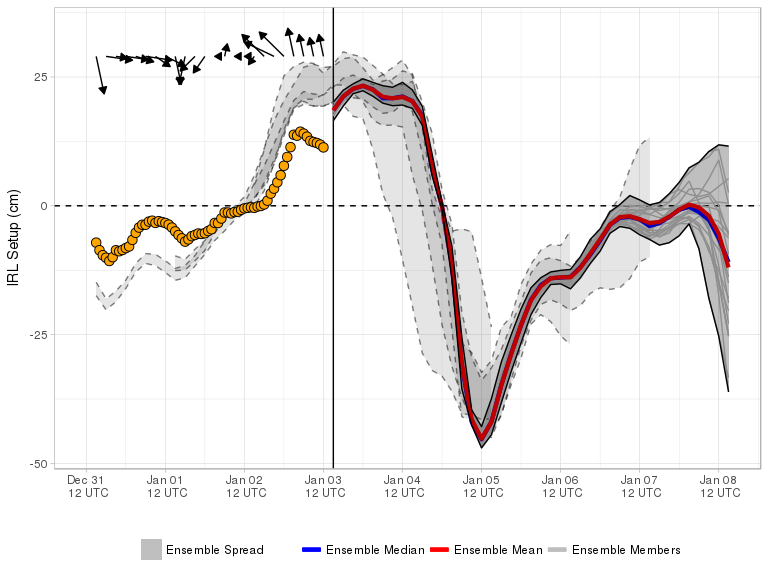 IRL Setup (cm)
25
0
-25
-50
Dec 31 Jan 01 Jan 02 Jan 03 Jan 04 Jan 05 Jan 06 Jan 07 Jan 08
12 UTC 12 UTC 12 UTC 12 UTC 12 UTC 12 UTC 12 UTC 12 UTC 12 UTC
Ensemble Spread Ensemble Median Ensemble Mean Ensemble Members